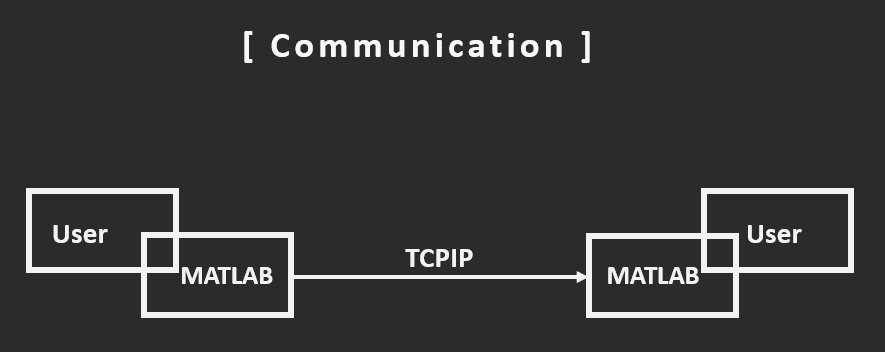 [ Communication ]
User
MATLAB
TCPIP
MATLAB
User